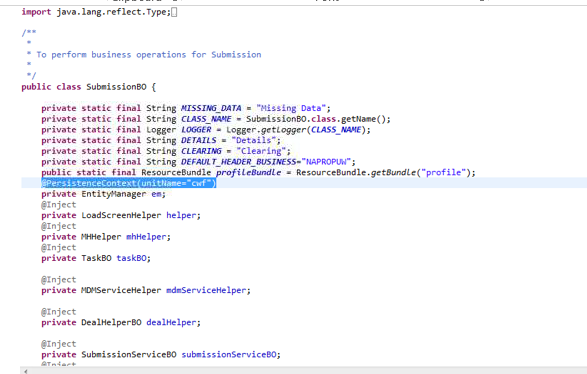 import java.lang.reflect.Type;
/**
 *
 * To perform business operations for Submission
 *
 */
public class SubmissionBO {
private static final String MISSING_DATA = "Missing Data";
private static final String CLASS_NAME = SubmissionBO.class.getName();
private static final Logger LOGGER = Logger.getLogger(CLASS_NAME);
private static final String DETAILS = "Details";
private static final String CLEARING = "Clearing";
private static final String DEFAULT_HEADER_BUSINESS="NAPROPUW";
public static final ResourceBundle profileBundle = ResourceBundle.getBundle("profile");
@PersistenceContext(unitName="cwf")
private EntityManager em;
@Inject
private LoadScreenHelper helper;
@Inject
private MHHelper mhHelper;
@Inject
private TaskBO taskBO;
@Inject
private MDMServiceHelper mdmServiceHelper;
@Inject
private DealHelperBO dealHelper;
@Inject
private SubmissionServiceBO submissionServiceBO;
@Inject